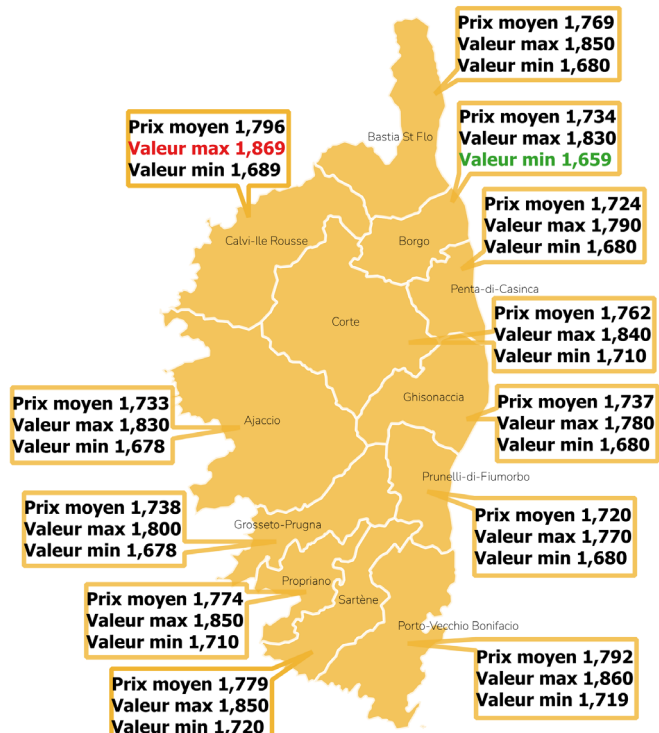 Prix moyen 1,769
Valeur max 1,850
Valeur min 1,680
Prix moyen 1,796
Valeur max 1,869
Valeur min 1,689
Bastia St Flo
Prix moyen 1,734
Valeur max 1,830
Valeur min 1,659
Prix moyen 1,724
Valeur max 1,790
Valeur min 1,680
Calvi-Ile Rousse
Borgo
Penta-di-Casinca
Corte
Prix moyen 1,762
Valeur max 1,840
Valeur min 1,710
Prix moyen 1,733
Valeur max 1,830
Valeur min 1,678
Ajaccio
Ghisonaccia
Prix moyen 1,737
Valeur max 1,780
Valeur min 1,680
Prunelli-di-Fiumorbo
Prix moyen 1,738
Valeur max 1,800
Valeur min 1,678
Grosseto-Prugna
Prix moyen 1,720
Valeur max 1,770
Valeur min 1,680
Propriano
Prix moyen 1,774
Valeur max 1,850
Valeur min 1,710
Sartène
Porto-Vecchio Bonifacio
Prix moyen 1,792
Valeur max 1,860
Valeur min 1,719
Prix moyen 1,779
Valeur max 1,850
Valeur min 1,720